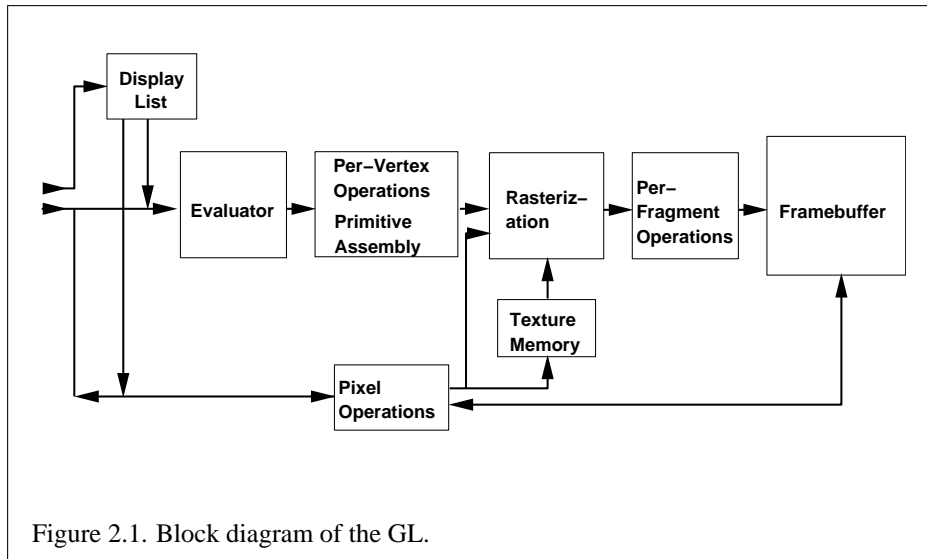 Display
List
Evaluator
Per−Vertex
Operations
Primitive
Assembly
Rasteriz−
ation
Per−
Fragment
Operations
Framebuffer
Texture
Memory
Pixel
Operations
Figure 2.1. Block diagram of the GL.